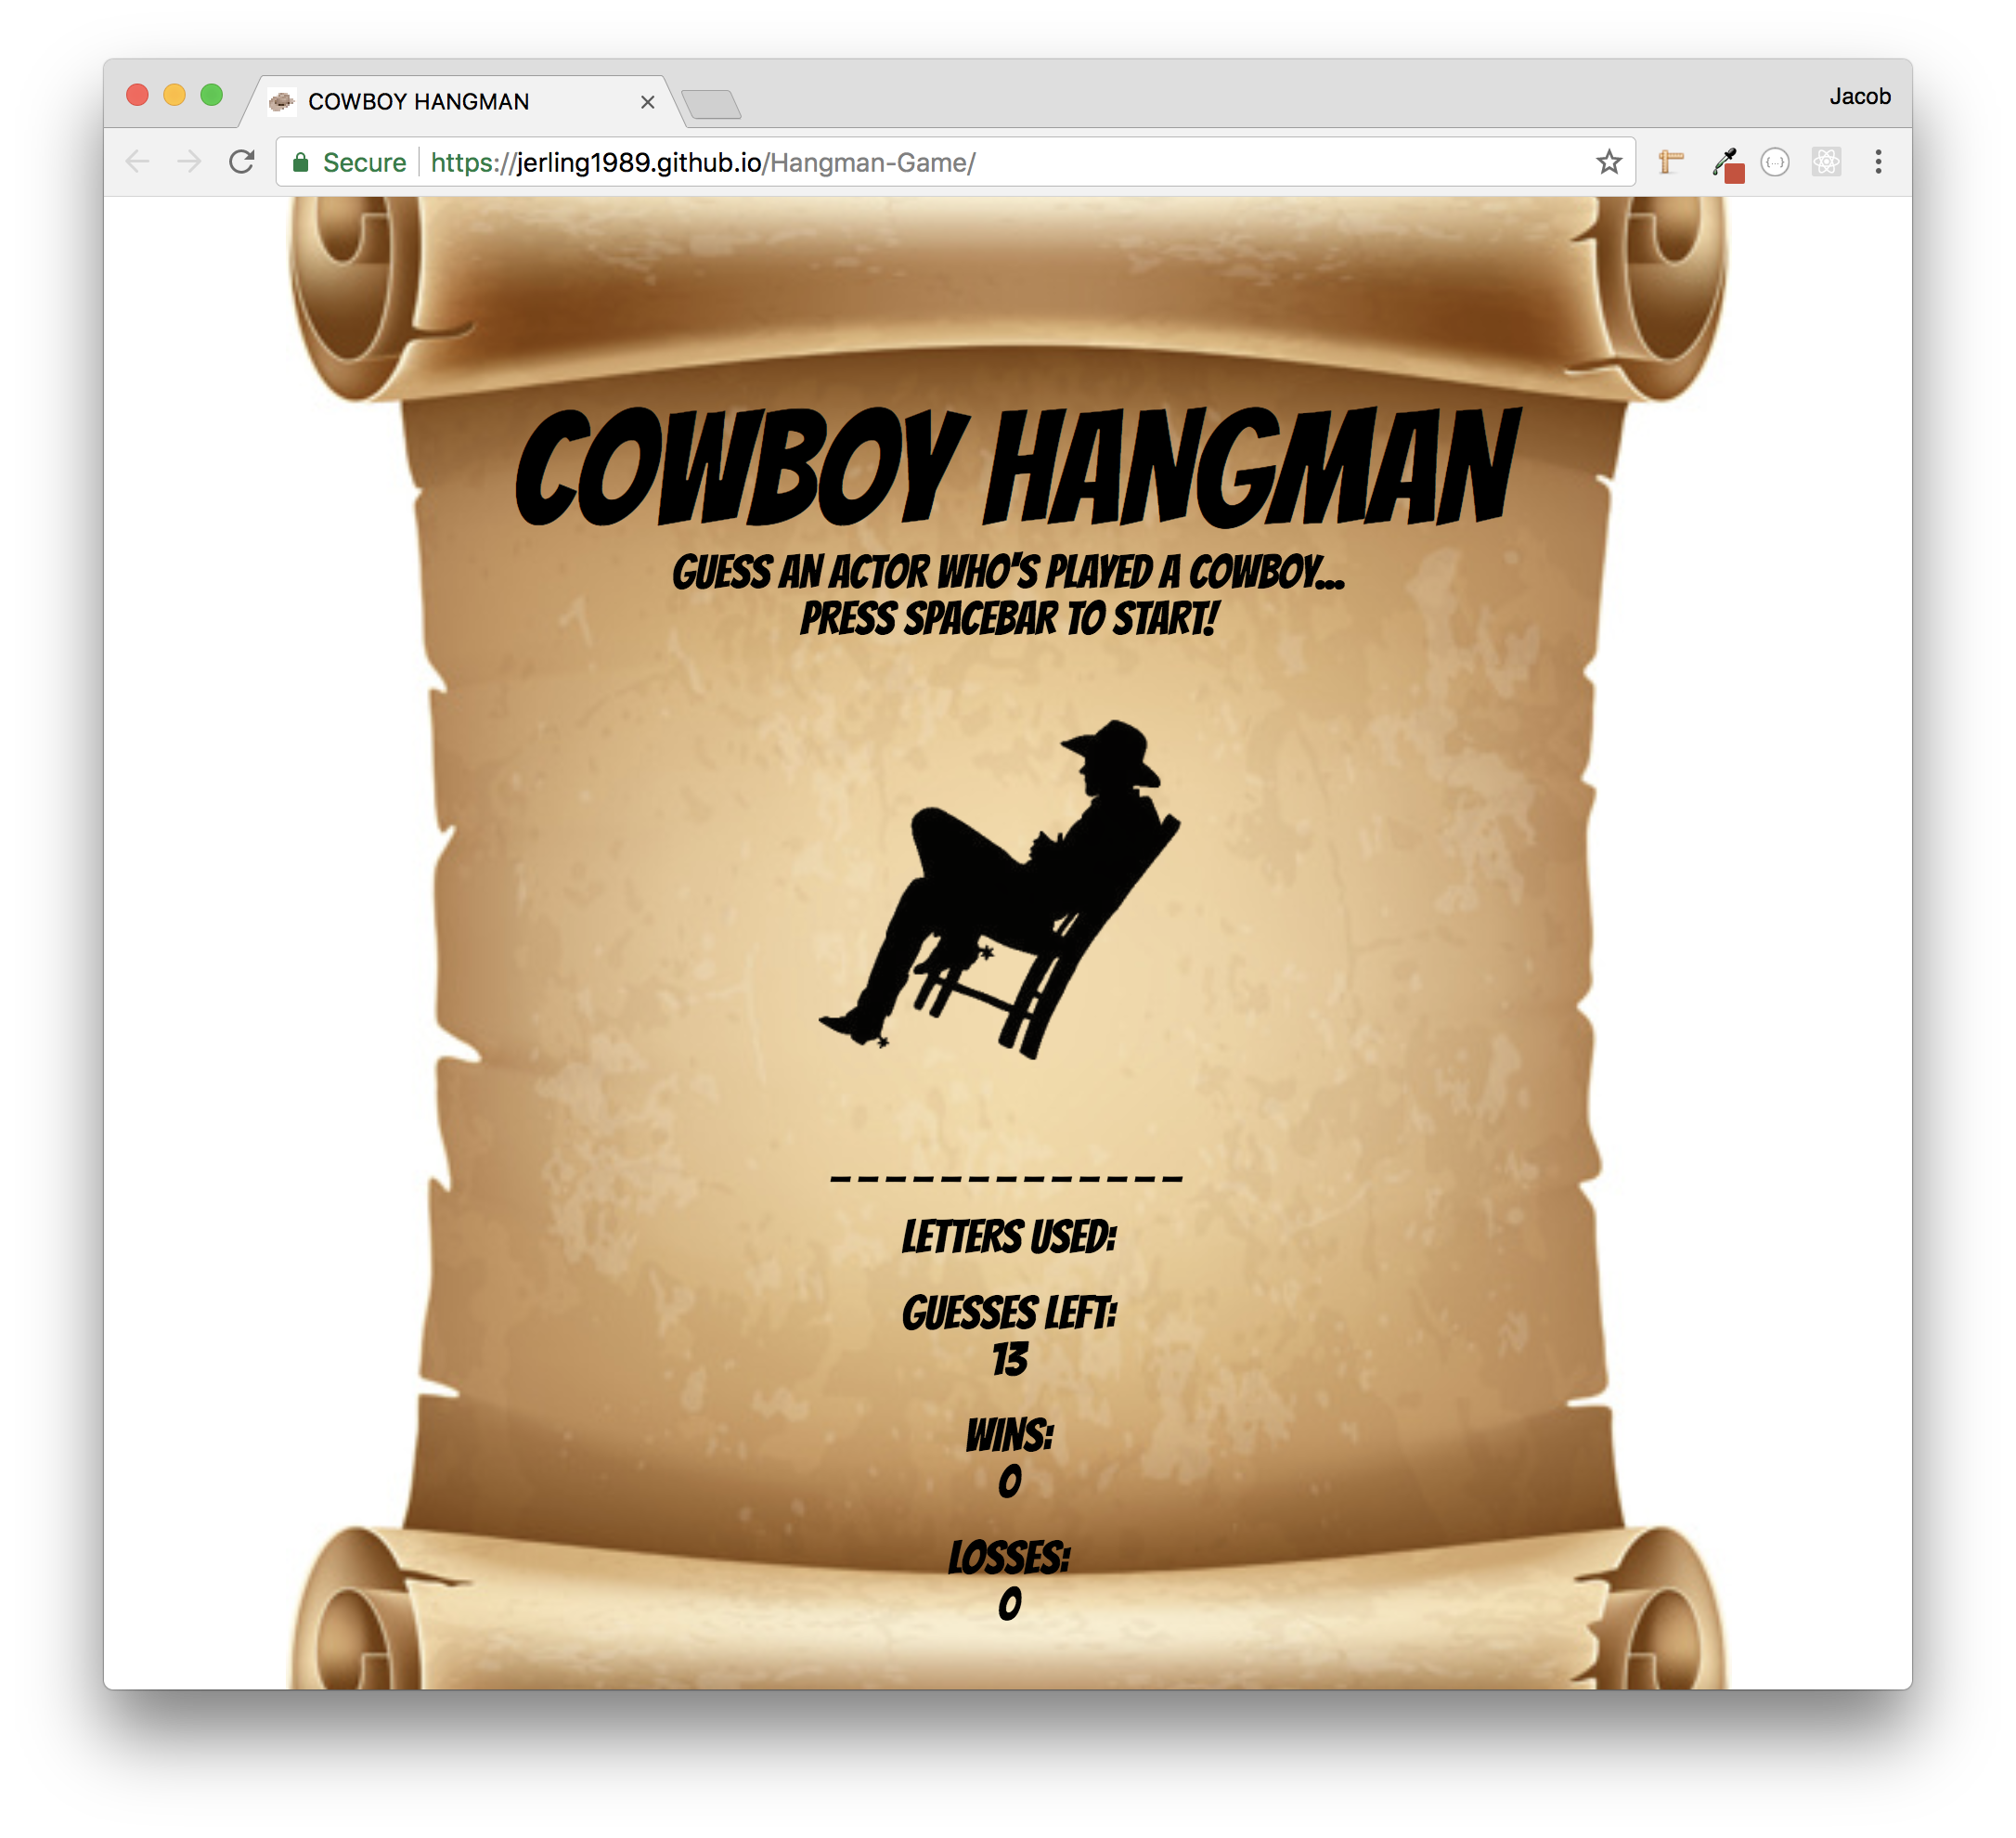 COWBOY HANGMAN
Jacob
Secure https://jerling1989.github.io/Hangman-Game/
COWBOY HANGMAN
GUESS AN ACTOR WHO'S PLAYED A COWBOY...
PRESS SPACEBAR TO START!
_ _ _ _ _ _ _ _ _ _ _ _ _
LETTERS USED:
GUESSES LEFT:
13
WINS:
0
LOSSES:
0